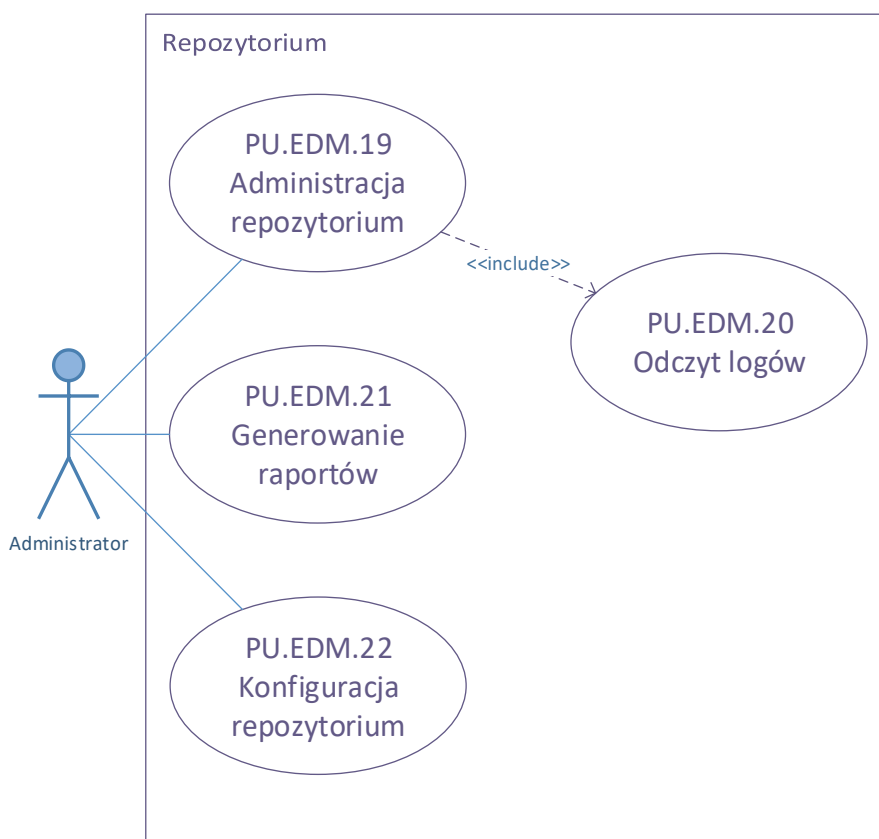 Repozytorium
PU.EDM.19
Administracja
repozytorium
<<include>>
PU.EDM.20
Odczyt logów
PU.EDM.21
Generowanie
raportów
Administrator
PU.EDM.22
Konfiguracja
repozytorium